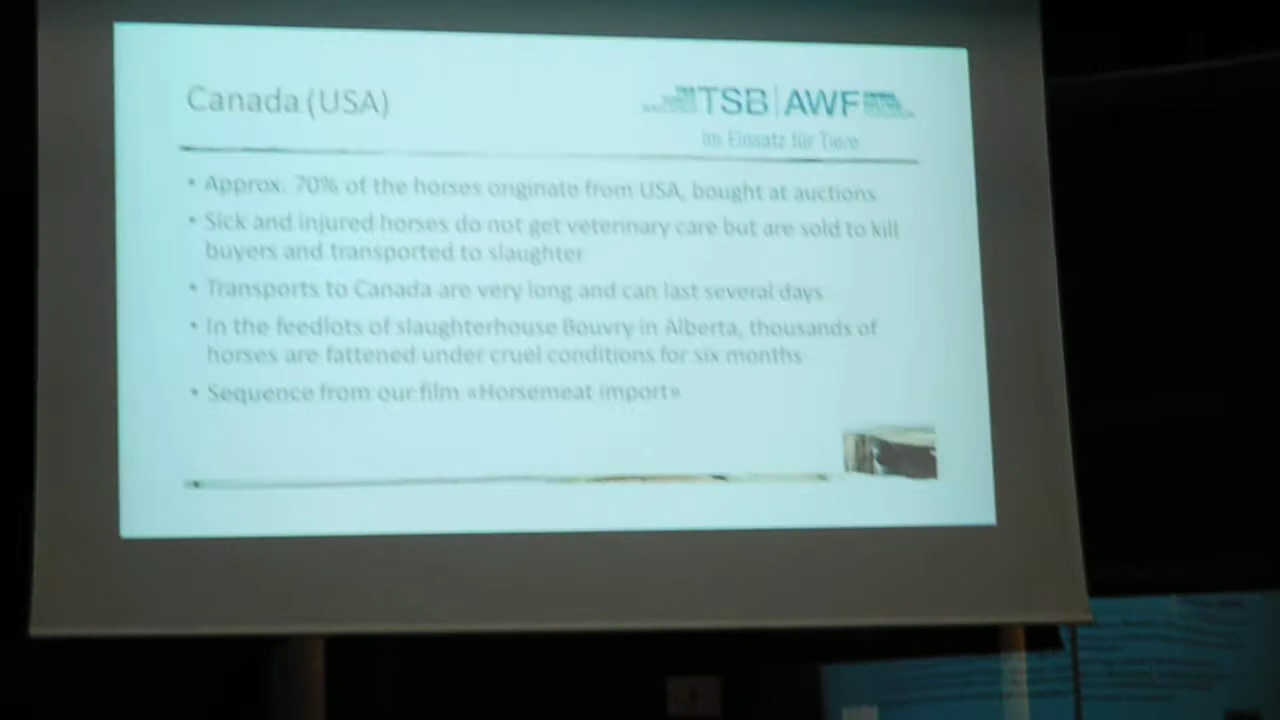 Canada (USA)
TSB | AWF
Im Einsatz für Tiere
• Approx. 70% of the horses originate from USA, bought at auctions
• Sick and injured horses do not get veterinary care but are sold to kill
buyers and transported to slaughter
• Transports to Canada are very long and can last several days
• In the feedlots of slaughterhouse Bouvry in Alberta, thousands of
horses are fattened under cruel conditions for six months
• Sequence from our film «Horsemeat import»